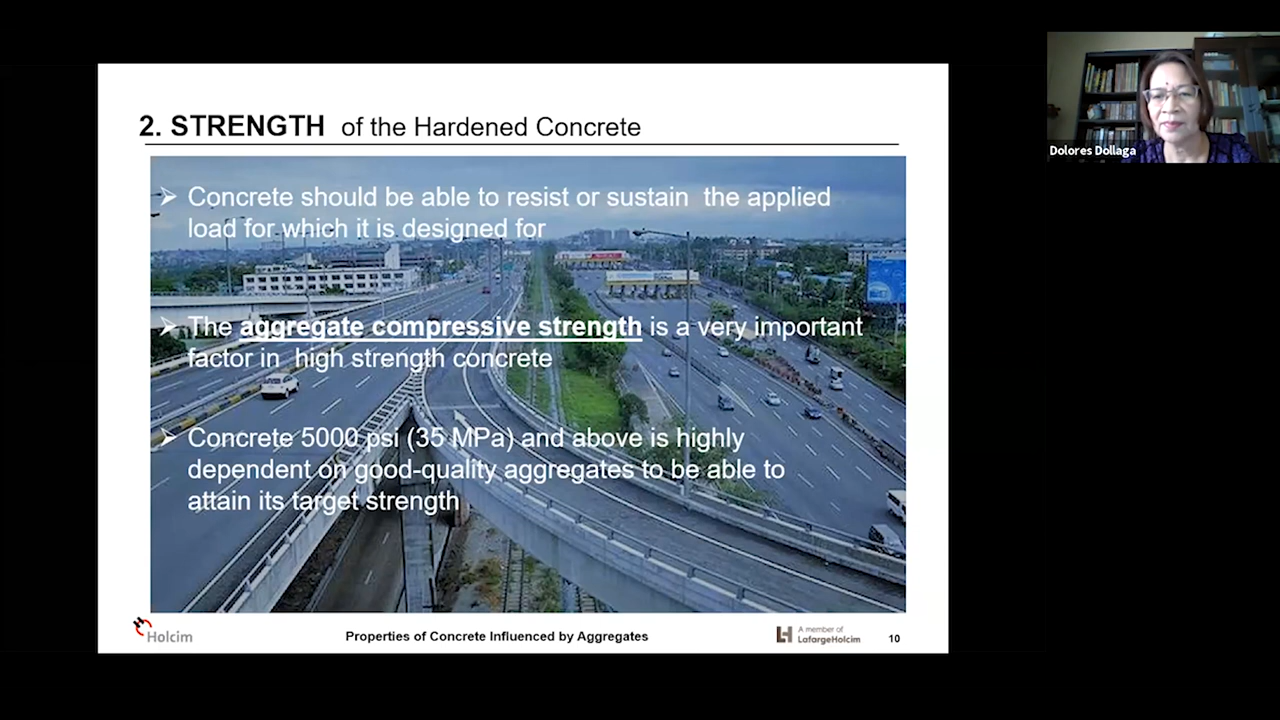 2. STRENGTH of the Hardened Concrete
Concrete should be able to resist or sustain the applied
load for which it is designed for
The aggregate compressive strength is a very important
factor in high strength concrete
Concrete 5000 psi (35 MPa) and above is highly
dependent on good-quality aggregates to be able to
attain its target strength
Holcim
Properties of Concrete Influenced by Aggregates
A member of
LafargeHolcim
10
Dolores Dollaga